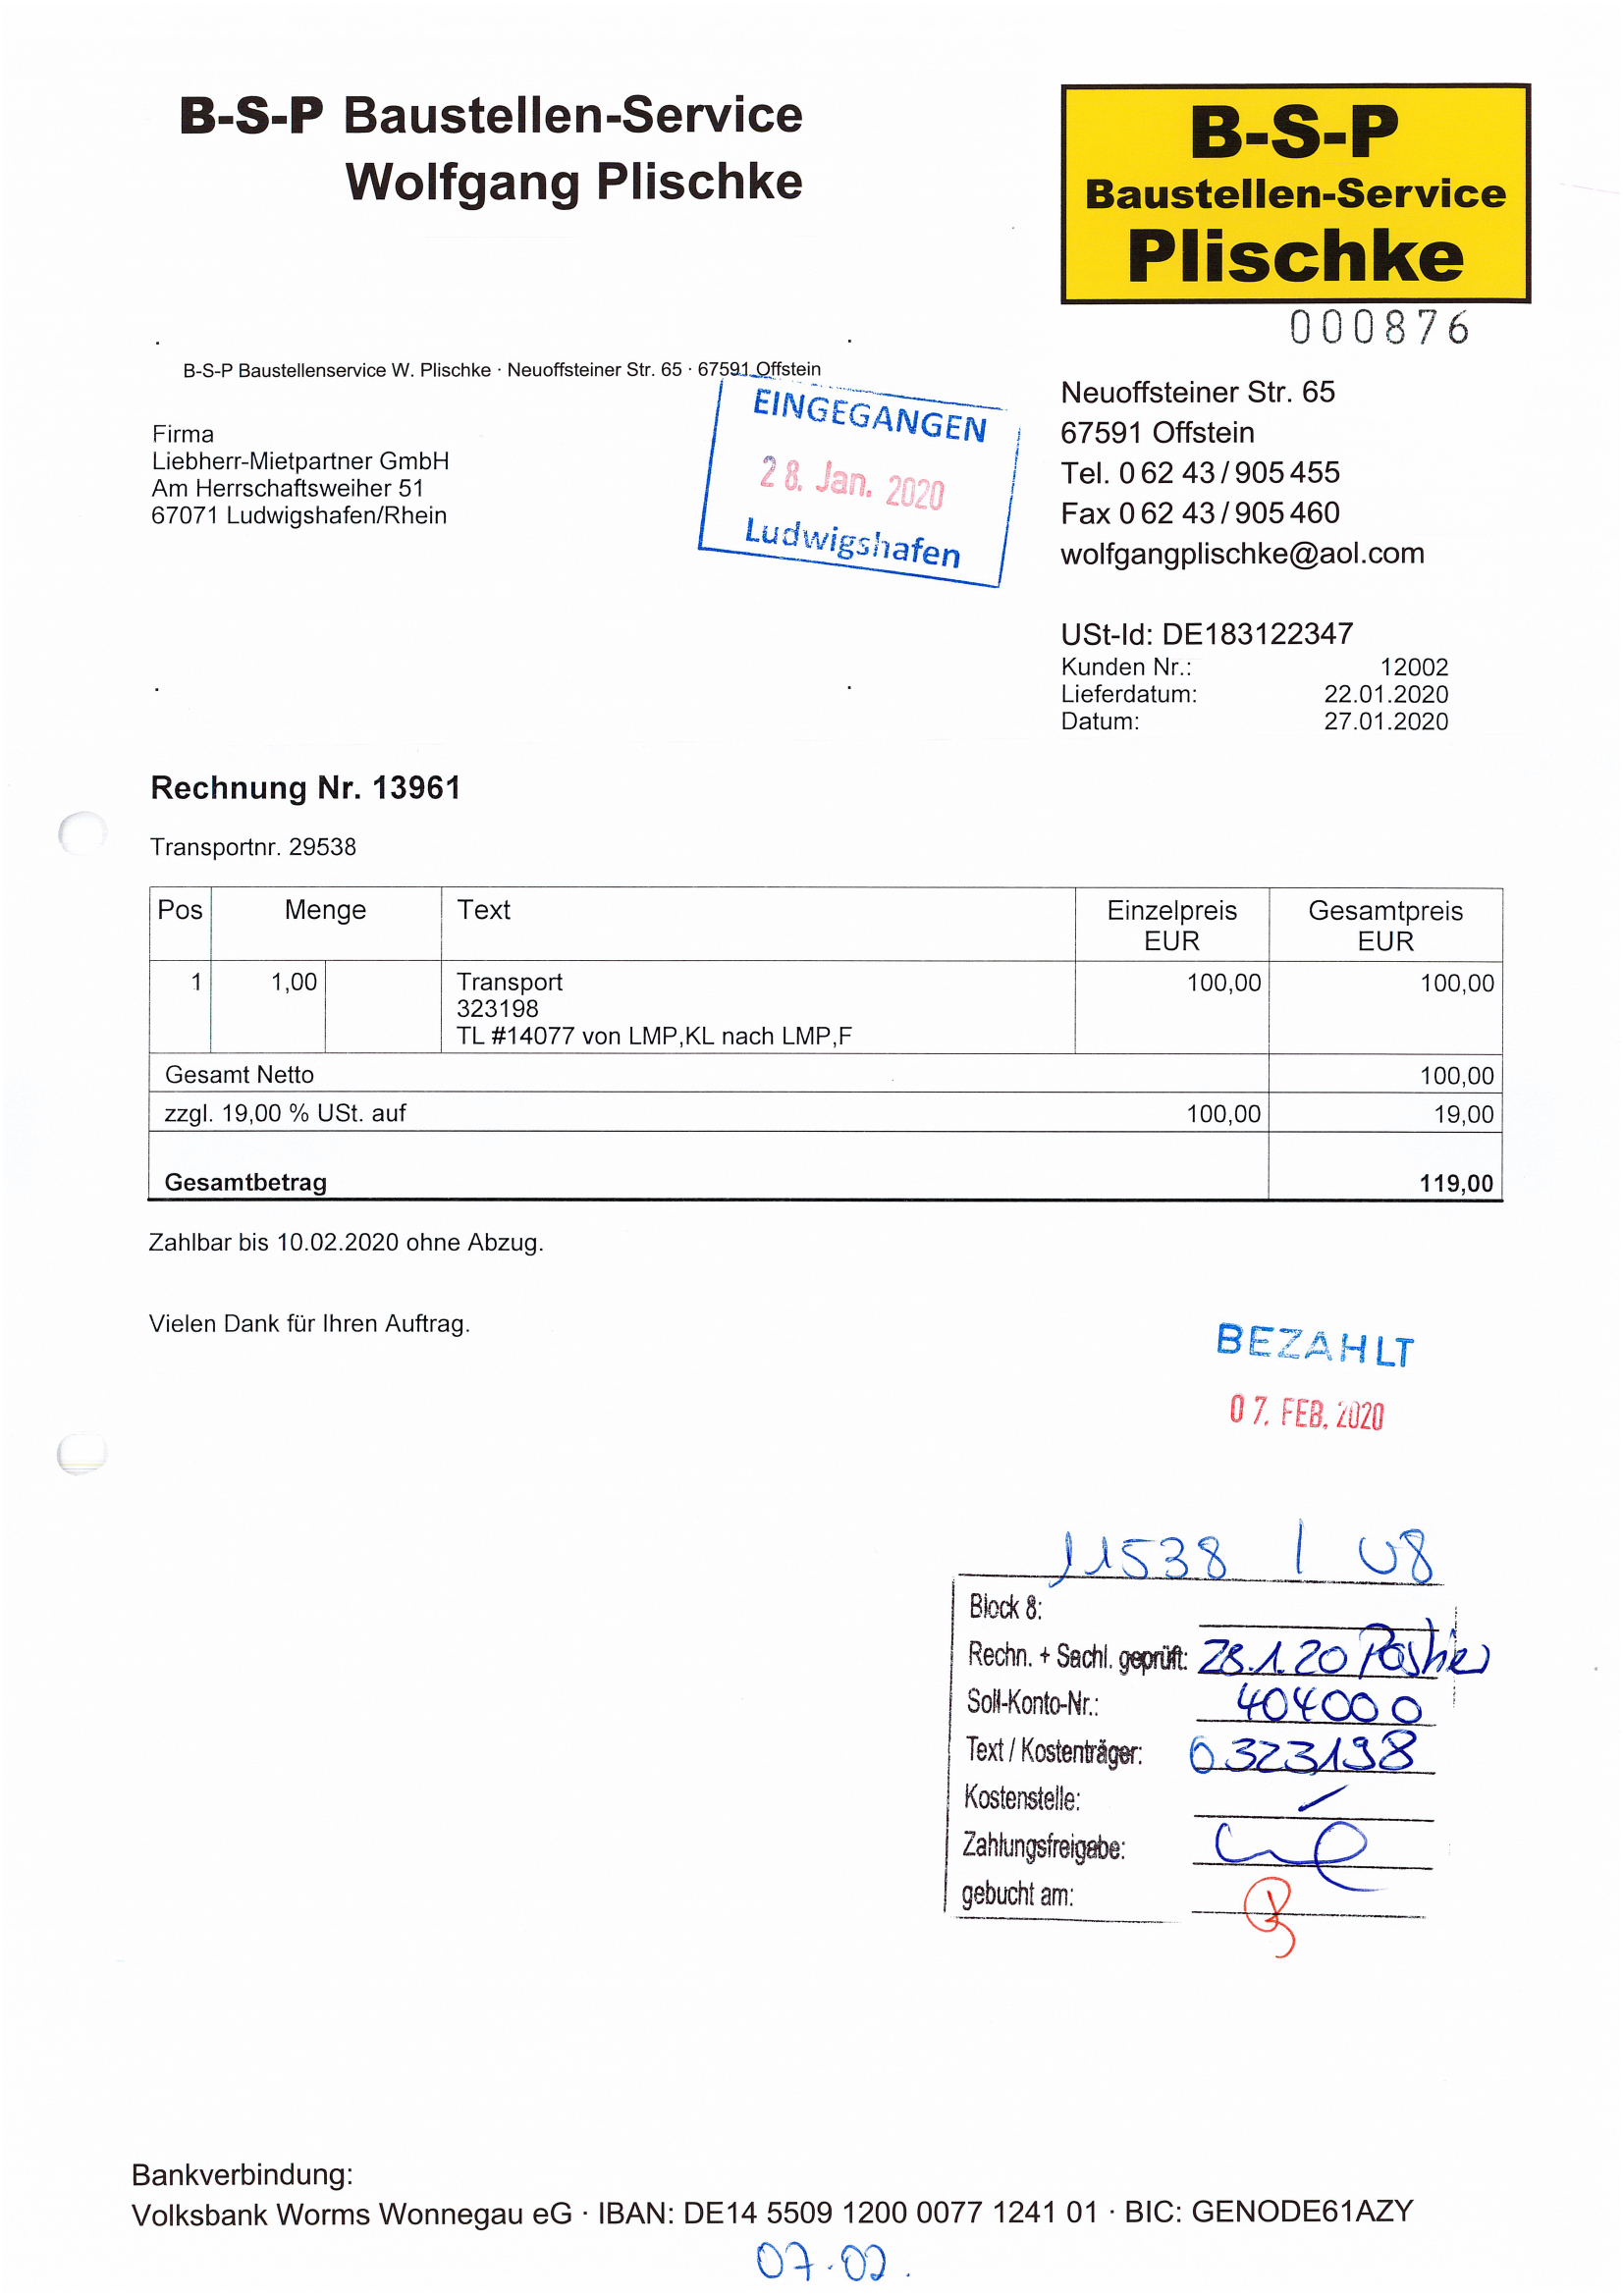 B-S-P Baustellen-Service
Wolfgang Plischke
B-S-P
Baustellen-Service
Plischke
000876
B-S-P Baustellenservice W. Plischke · Neuoffsteiner Str. 65 · 67591 Offstein
EINGEGANGEN
28. Jan. 2020
Ludwigshafen
Firma
Liebherr-Mietpartner GmbH
Am Herrschaftsweiher 51
67071 Ludwigshafen/Rhein
Neuoffsteiner Str. 65
67591 Offstein
Tel. 0 62 43 / 905 455
Fax 0 62 43 / 905 460
wolfgangplischke@aol.com
USt-Id: DE183122347
Kunden Nr.: 12002
Lieferdatum: 22.01.2020
Datum: 27.01.2020
Rechnung Nr. 13961
Transportnr. 29538
Pos Menge Text Einzelpreis EUR Gesamtpreis EUR
1 1,00 Transport 100,00 100,00
323198
TL #14077 von LMP,KL nach LMP,F
Gesamt Netto 100,00
zzgl. 19,00 % USt. auf 100,00 19,00
Gesamtbetrag 119,00
Zahlbar bis 10.02.2020 ohne Abzug.
Vielen Dank für Ihren Auftrag.
BEZAHLT
07. FEB. 2020
11538 / 08
Block 8:
Rechn. + Sachl. geprüft: 28.1.20
Soll-Konto-Nr.: 404000
Text / Kostenträger: 0323198
Kostenstelle: /
Zahlungsfreigabe:
gebucht am:
Bankverbindung:
Volksbank Worms Wonnegau eG · IBAN: DE14 5509 1200 0077 1241 01 · BIC: GENODE61AZY
07.02.